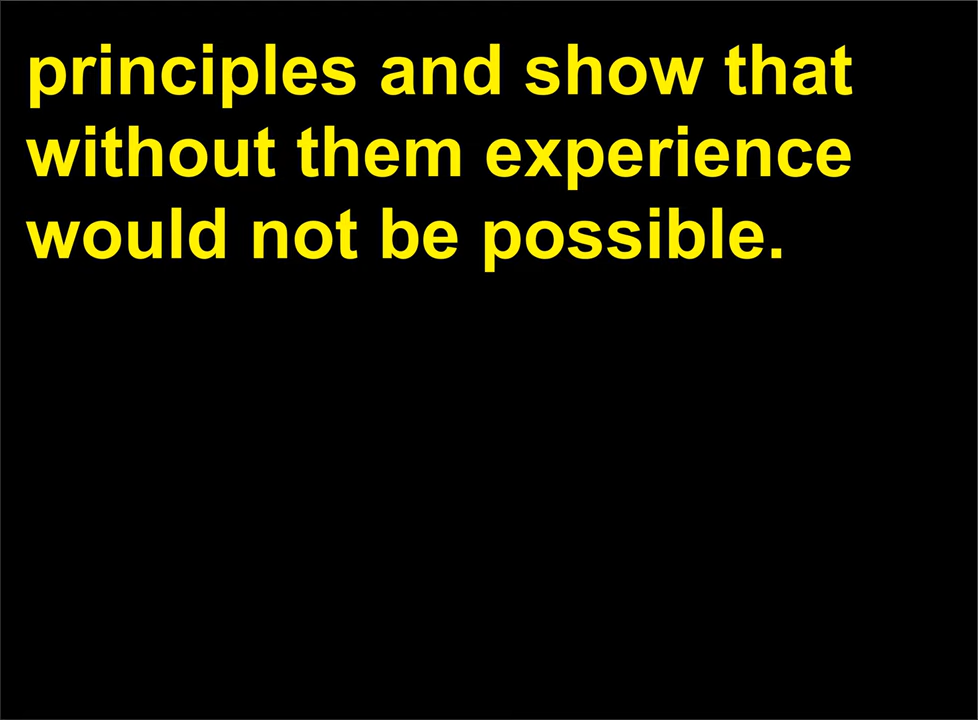 principles and show that
without them experience
would not be possible.